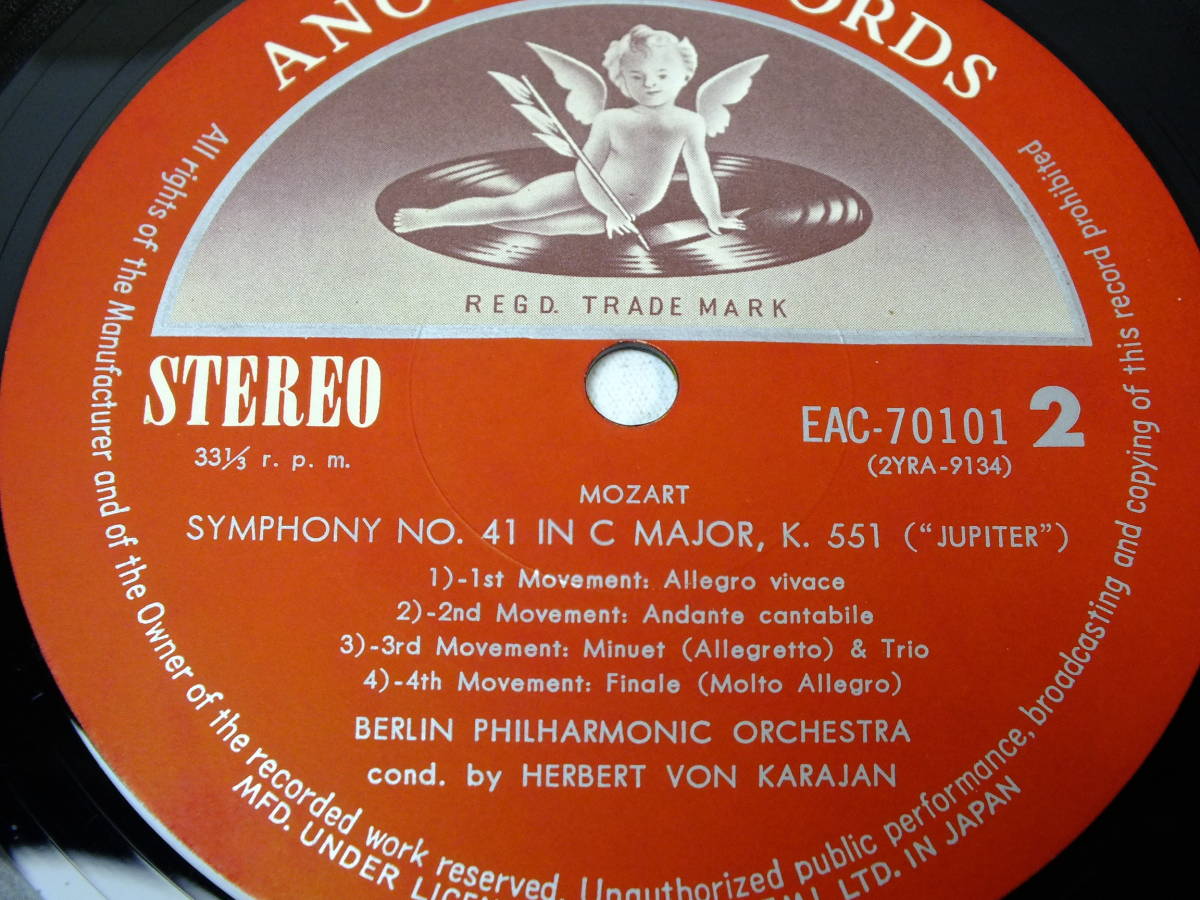 REGD. TRADE MARK
STEREO
33⅓ r. p. m.
EAC-70101 2
(2YRA-9134)
MOZART
SYMPHONY NO. 41 IN C MAJOR, K. 551 ("JUPITER")
1)-1st Movement: Allegro vivace
2)-2nd Movement: Andante cantabile
3)-3rd Movement: Minuet (Allegretto) & Trio
4)-4th Movement: Finale (Molto Allegro)
BERLIN PHILHARMONIC ORCHESTRA
cond. by HERBERT VON KARAJAN
All rights of the Manufacturer and of the Owner of the recorded work reserved. Unauthorized public performance, broadcasting and copying of this record prohibited
MFD. UNDER LTD. IN JAPAN